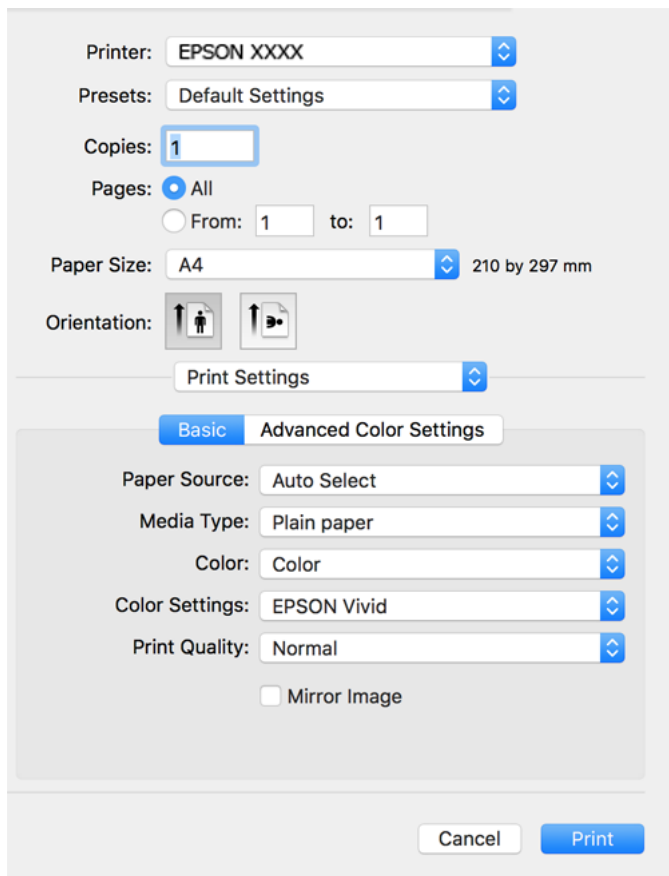 Printer: EPSON XXXX
Presets: Default Settings
Copies: 1
Pages: All
From: 1 to: 1
Paper Size: A4 210 by 297 mm
Orientation:
Print Settings
Basic Advanced Color Settings
Paper Source: Auto Select
Media Type: Plain paper
Color: Color
Color Settings: EPSON Vivid
Print Quality: Normal
Mirror Image
Cancel Print